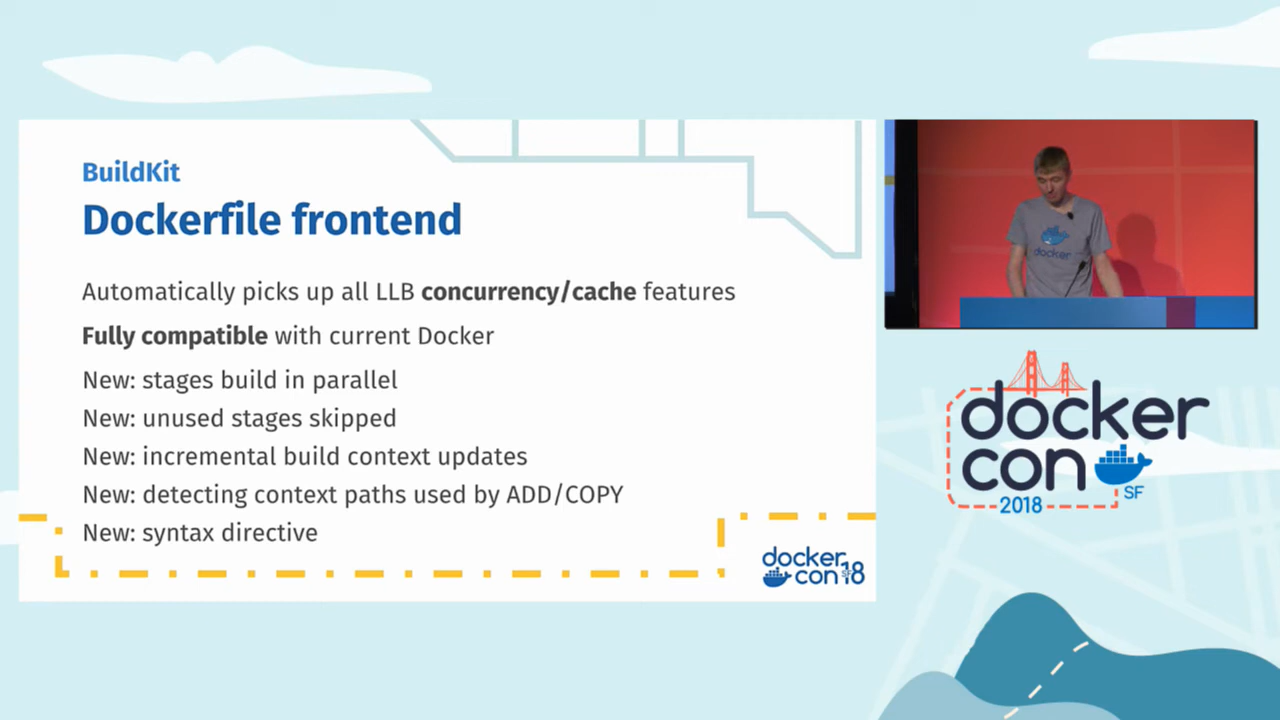 BuildKit
Dockerfile frontend
Automatically picks up all LLB concurrency/cache features
Fully compatible with current Docker
New: stages build in parallel
New: unused stages skipped
New: incremental build context updates
New: detecting context paths used by ADD/COPY
New: syntax directive
docker
con18
SF
docker
docker
con
SF
2018